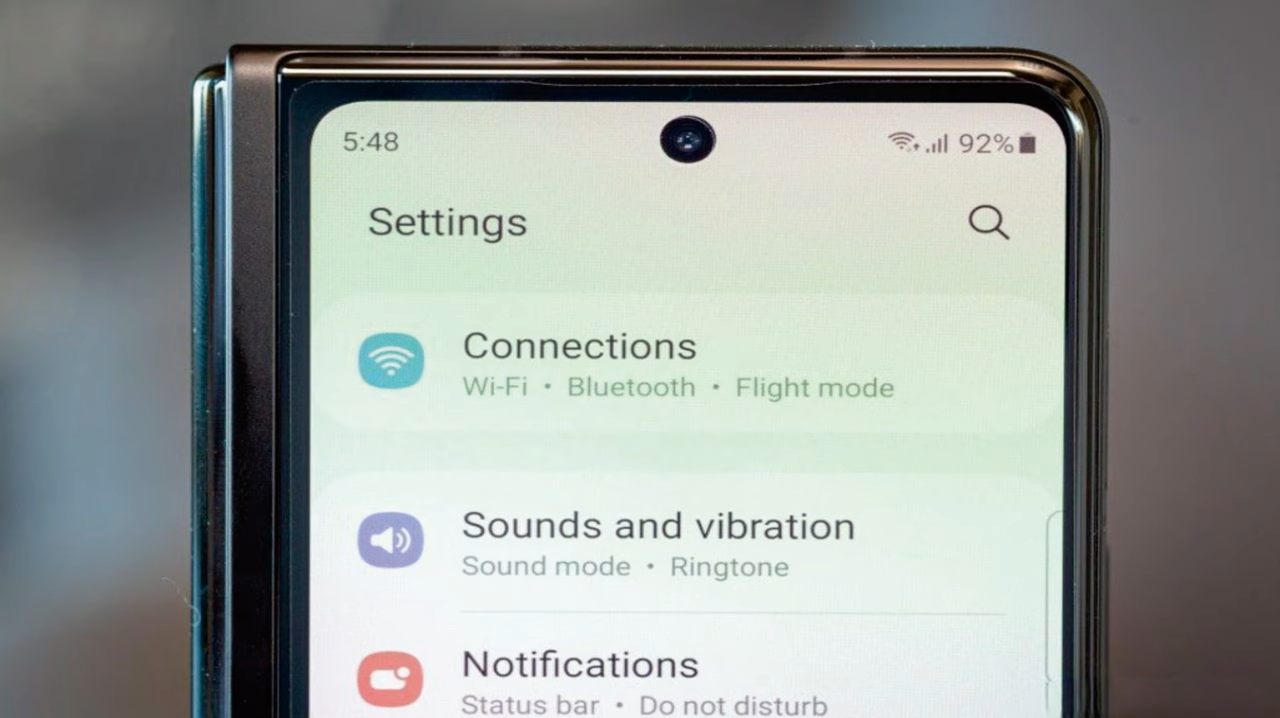 5:48 92%
Settings
Connections
Wi-Fi • Bluetooth • Flight mode
Sounds and vibration
Sound mode • Ringtone
Notifications
Status bar • Do not disturb